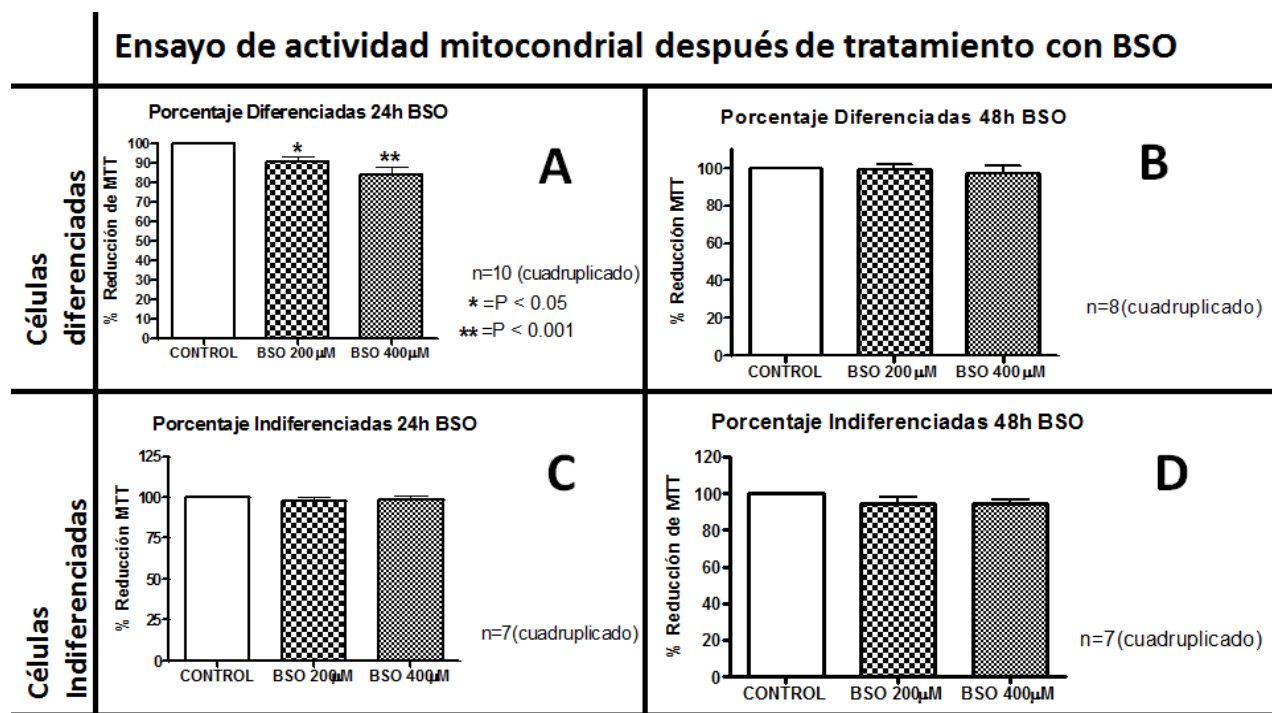 Ensayo de actividad mitocondrial después de tratamiento con BSO
Células
diferenciadas
Porcentaje Diferenciadas 24h BSO
% Reducción de MTT
100
90
80
70
60
50
40
30
20
10
0
*
**
CONTROL
BSO 200µM
BSO 400µM
A
n=10 (cuadruplicado)
* =P < 0.05
** =P < 0.001
Porcentaje Diferenciadas 48h BSO
% Reducción MTT
100
80
60
40
20
0
CONTROL
BSO 200µM
BSO 400µM
B
n=8(cuadruplicado)
Células
Indiferenciadas
Porcentaje Indiferenciadas 24h BSO
% Reducción MTT
125
100
75
50
25
0
CONTROL
BSO 200µM
BSO 400µM
C
n=7(cuadruplicado)
Porcentaje Indiferenciadas 48h BSO
% Reducción de MTT
120
100
80
60
40
20
0
CONTROL
BSO 200µM
BSO 400µM
D
n=7(cuadruplicado)